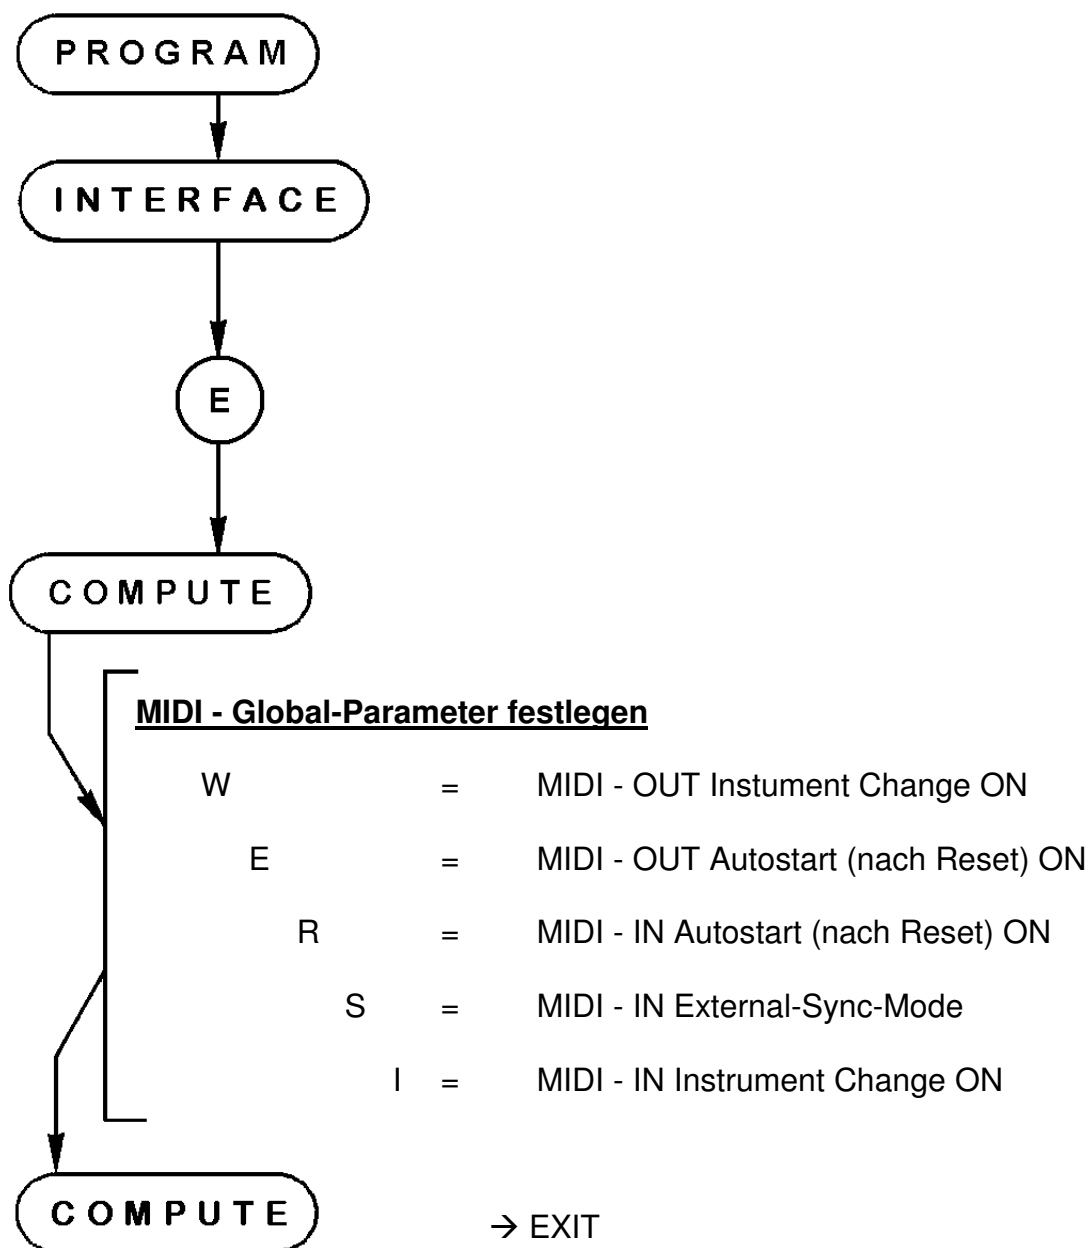 PROGRAM
INTERFACE
E
COMPUTE
MIDI - Global-Parameter festlegen
W = MIDI - OUT Instument Change ON
E = MIDI - OUT Autostart (nach Reset) ON
R = MIDI - IN Autostart (nach Reset) ON
S = MIDI - IN External-Sync-Mode
I = MIDI - IN Instrument Change ON
COMPUTE → EXIT